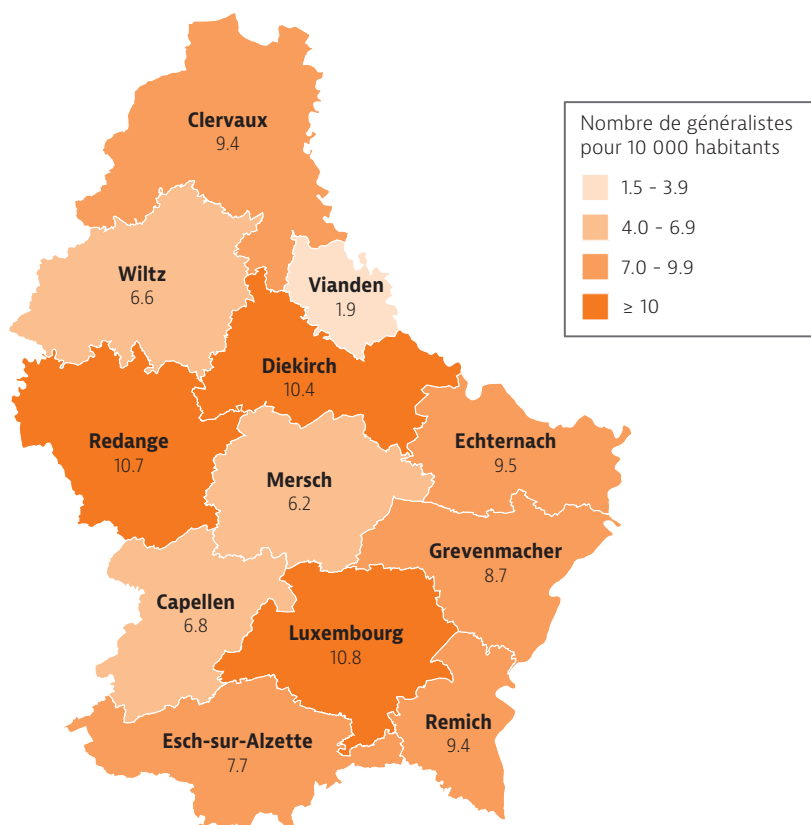 Clervaux
9.4
Nombre de généralistes
pour 10 000 habitants
1.5 - 3.9
4.0 - 6.9
7.0 - 9.9
≥ 10
Wiltz
6.6
Vianden
1.9
Diekirch
10.4
Redange
10.7
Echternach
9.5
Mersch
6.2
Grevenmacher
8.7
Capellen
6.8
Luxembourg
10.8
Remich
9.4
Esch-sur-Alzette
7.7